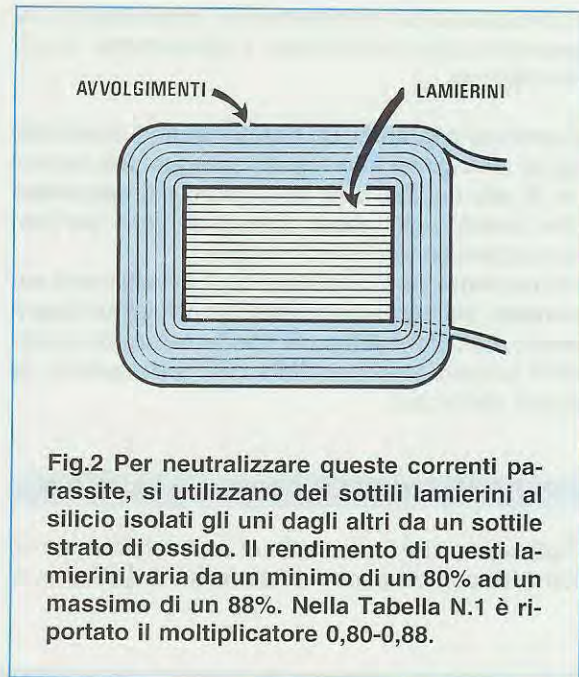 AVVOLGIMENTI LAMIERINI
Fig.2 Per neutralizzare queste correnti pa-
rassite, si utilizzano dei sottili lamierini al
silicio isolati gli uni dagli altri da un sottile
strato di ossido. Il rendimento di questi la-
mierini varia da un minimo di un 80% ad un
massimo di un 88%. Nella Tabella N.1 è ri-
portato il moltiplicatore 0,80-0,88.